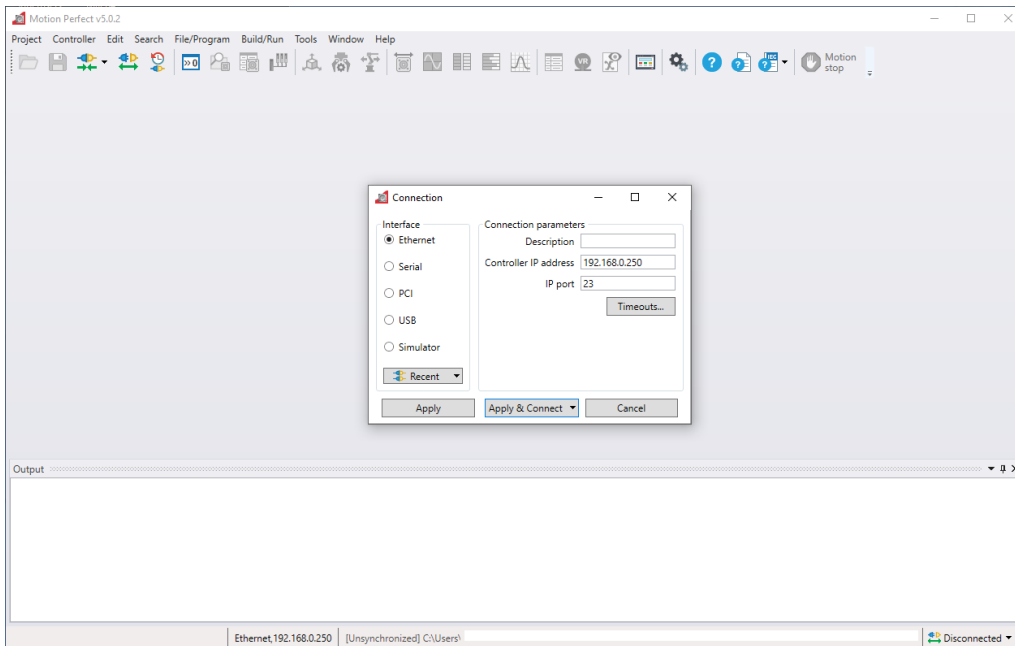 Motion Perfect v5.0.2
Project Controller Edit Search File/Program Build/Run Tools Window Help
Motion
stop
Connection
Interface
Ethernet
Serial
PCI
USB
Simulator
Recent
Connection parameters
Description
Controller IP address 192.168.0.250
IP port 23
Timeouts...
Apply
Apply & Connect
Cancel
Output
Ethernet,192.168.0.250 [Unsynchronized] C:\Users\ Disconnected